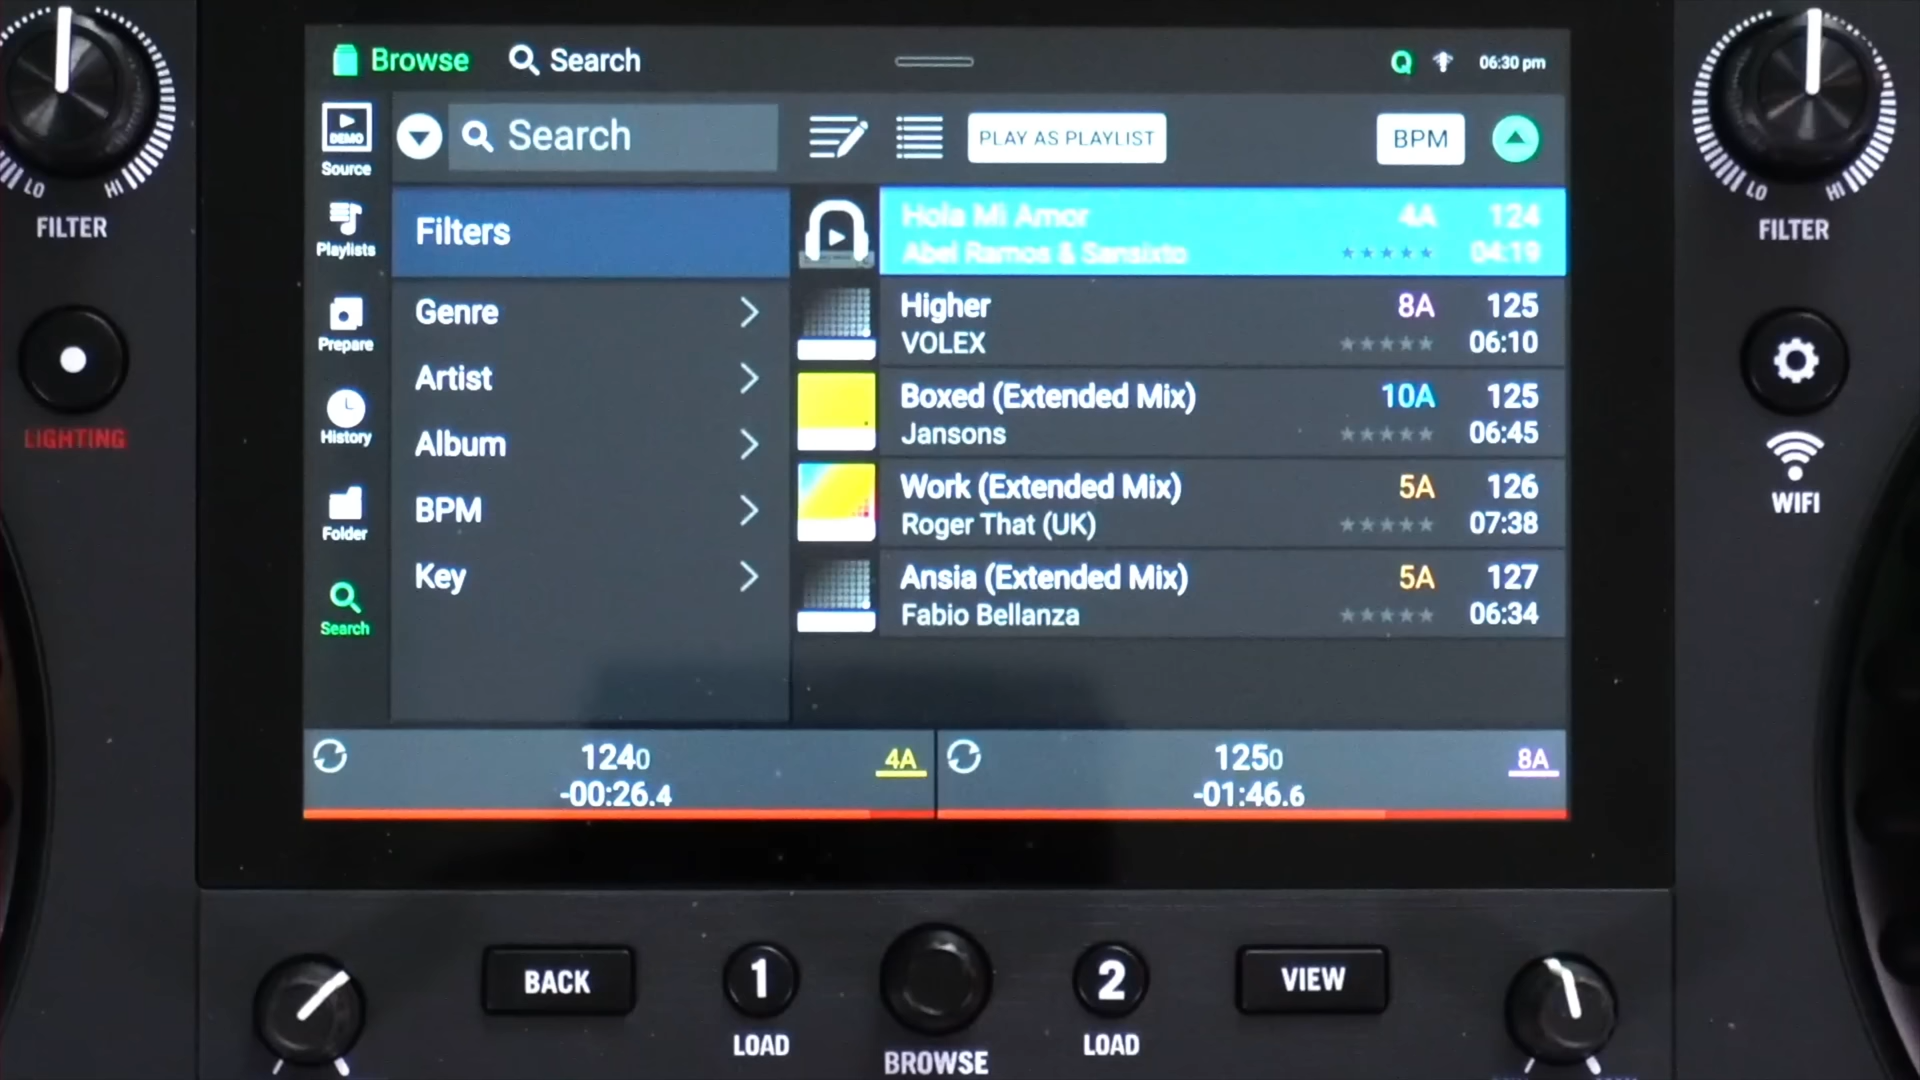 Browse Search
Q 06:30 pm
DEMO
Source
Search
PLAY AS PLAYLIST
BPM
Playlists
Prepare
History
Folder
Search
Filters
Genre
Artist
Album
BPM
Key
Hola Mi Amor 4A 124
Abel Ramos & Sansixto 04:19
Higher 8A 125
VOLEX 06:10
Boxed (Extended Mix) 10A 125
Jansons 06:45
Work (Extended Mix) 5A 126
Roger That (UK) 07:38
Ansia (Extended Mix) 5A 127
Fabio Bellanza 06:34
1240 4A
-00:26.4
1250 8A
-01:46.6
LO HI
FILTER
LIGHTING
LO HI
FILTER
WIFI
BACK
1
LOAD
BROWSE
2
LOAD
VIEW